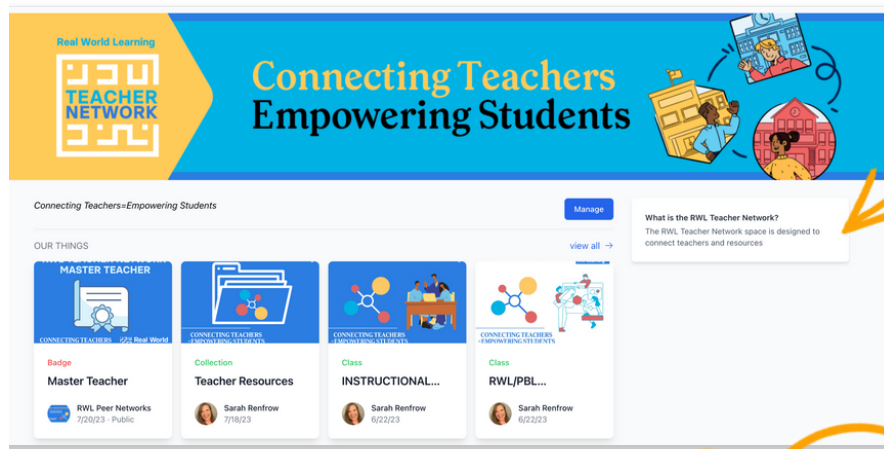 Real World Learning
TEACHER
NETWORK
Connecting Teachers
Empowering Students
Connecting Teachers=Empowering Students
Manage
What is the RWL Teacher Network?
The RWL Teacher Network space is designed to
connect teachers and resources
OUR THINGS
view all →
MASTER TEACHER
CONNECTING TEACHERS
Real World
CONNECTING TEACHERS
=EMPOWERING STUDENTS
CONNECTING TEACHERS
=EMPOWERING STUDENTS
CONNECTING TEACHERS
=EMPOWERING STUDENTS
Badge
Master Teacher
RWL Peer Networks
7/20/23 · Public
Collection
Teacher Resources
Sarah Renfrow
7/18/23
Class
INSTRUCTIONAL...
Sarah Renfrow
6/22/23
Class
RWL/PBL...
Sarah Renfrow
6/22/23